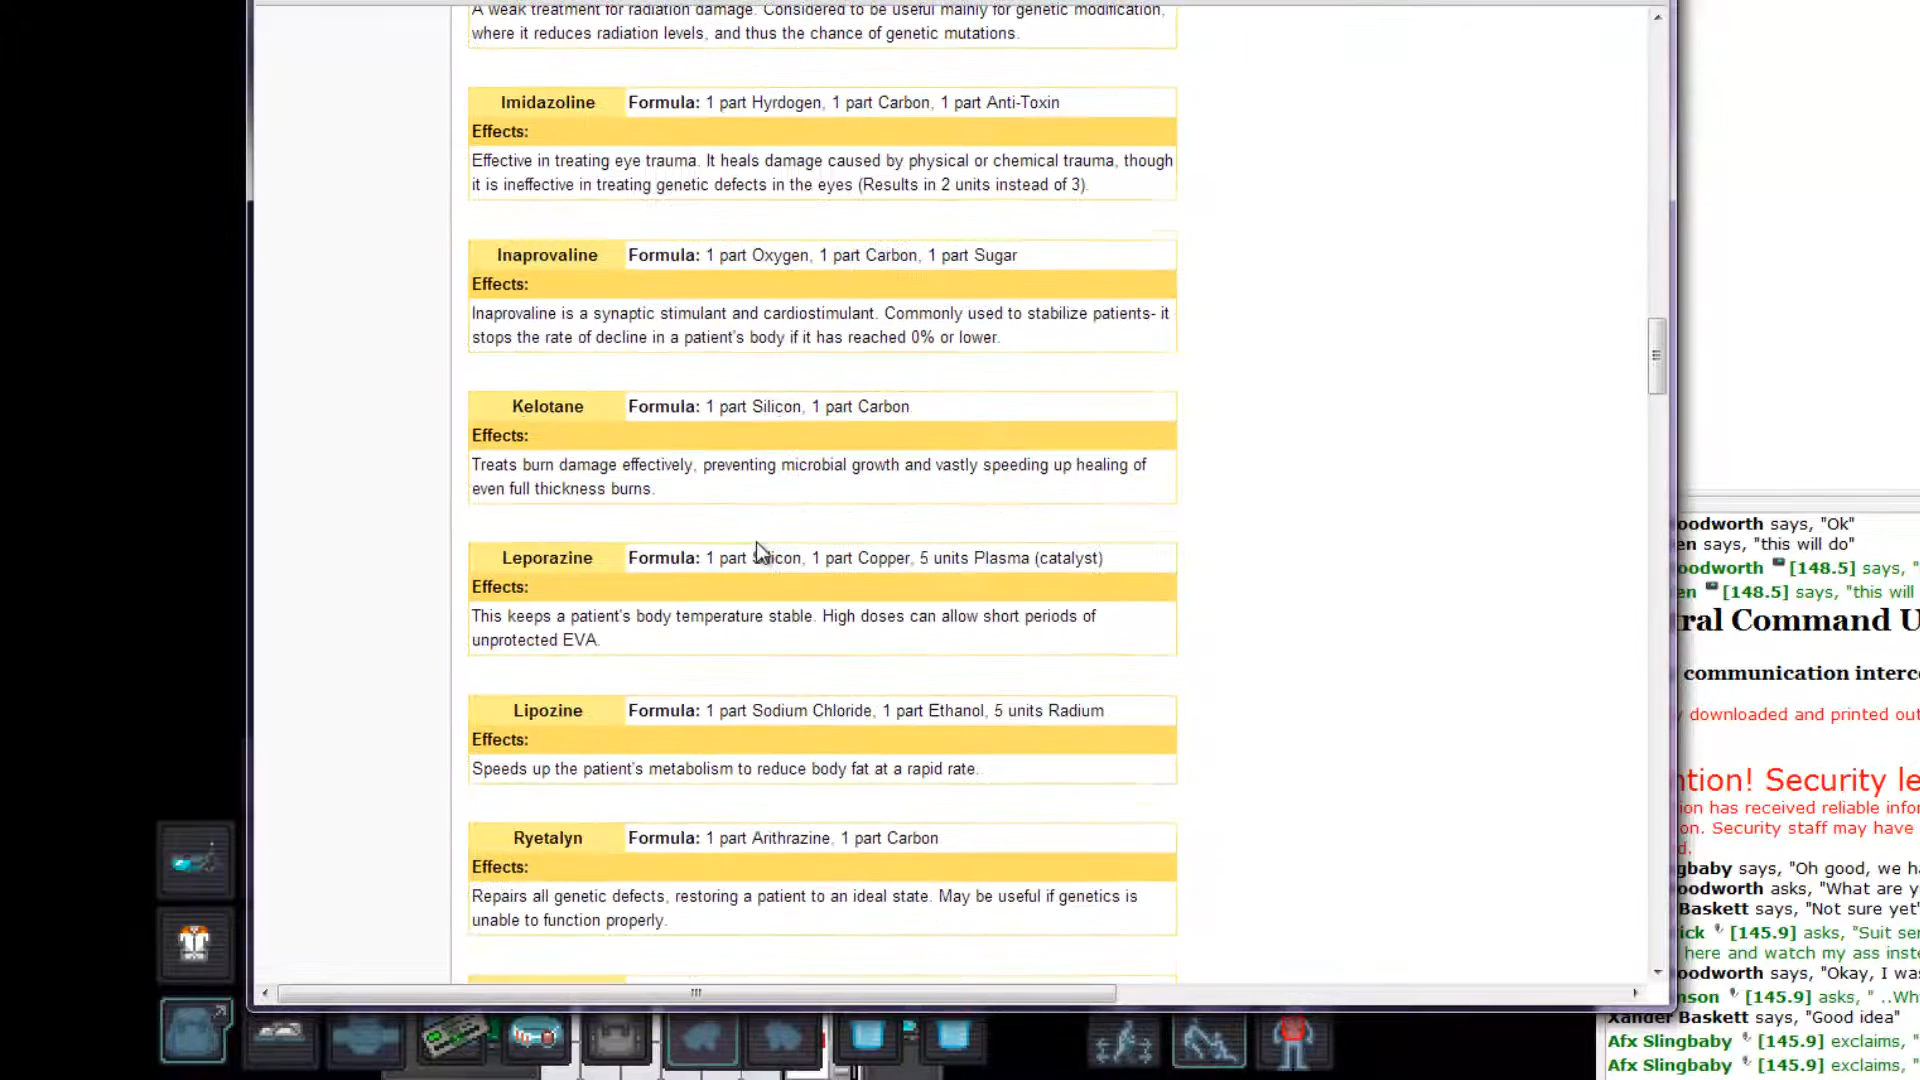 A weak treatment for radiation damage. Considered to be useful mainly for genetic modification,
where it reduces radiation levels, and thus the chance of genetic mutations.
Imidazoline Formula: 1 part Hyrdogen, 1 part Carbon, 1 part Anti-Toxin
Effects:
Effective in treating eye trauma. It heals damage caused by physical or chemical trauma, though
it is ineffective in treating genetic defects in the eyes (Results in 2 units instead of 3).
Inaprovaline Formula: 1 part Oxygen, 1 part Carbon, 1 part Sugar
Effects:
Inaprovaline is a synaptic stimulant and cardiostimulant. Commonly used to stabilize patients- it
stops the rate of decline in a patient's body if it has reached 0% or lower.
Kelotane Formula: 1 part Silicon, 1 part Carbon
Effects:
Treats burn damage effectively, preventing microbial growth and vastly speeding up healing of
even full thickness burns.
Leporazine Formula: 1 part Silicon, 1 part Copper, 5 units Plasma (catalyst)
Effects:
This keeps a patient's body temperature stable. High doses can allow short periods of
unprotected EVA.
Lipozine Formula: 1 part Sodium Chloride, 1 part Ethanol, 5 units Radium
Effects:
Speeds up the patient's metabolism to reduce body fat at a rapid rate.
Ryetalyn Formula: 1 part Arithrazine, 1 part Carbon
Effects:
Repairs all genetic defects, restoring a patient to an ideal state. May be useful if genetics is
unable to function properly.
oodworth says, "Ok"
en says, "this will do"
oodworth [148.5] says, "
en [148.5] says, "this will
ral Command U
communication interc
downloaded and printed out
ntion! Security le
ion has received reliable infor
on. Security staff may have
d.
gbaby says, "Oh good, we ha
oodworth asks, "What are y
Baskett says, "Not sure yet"
ick [145.9] asks, "Suit sen
here and watch my ass inste
oodworth says, "Okay, I was
nson [145.9] asks, " ..Wh
Xander Baskett says, "Good idea"
Afx Slingbaby [145.9] exclaims, "
Afx Slingbaby [145.9] exclaims, "